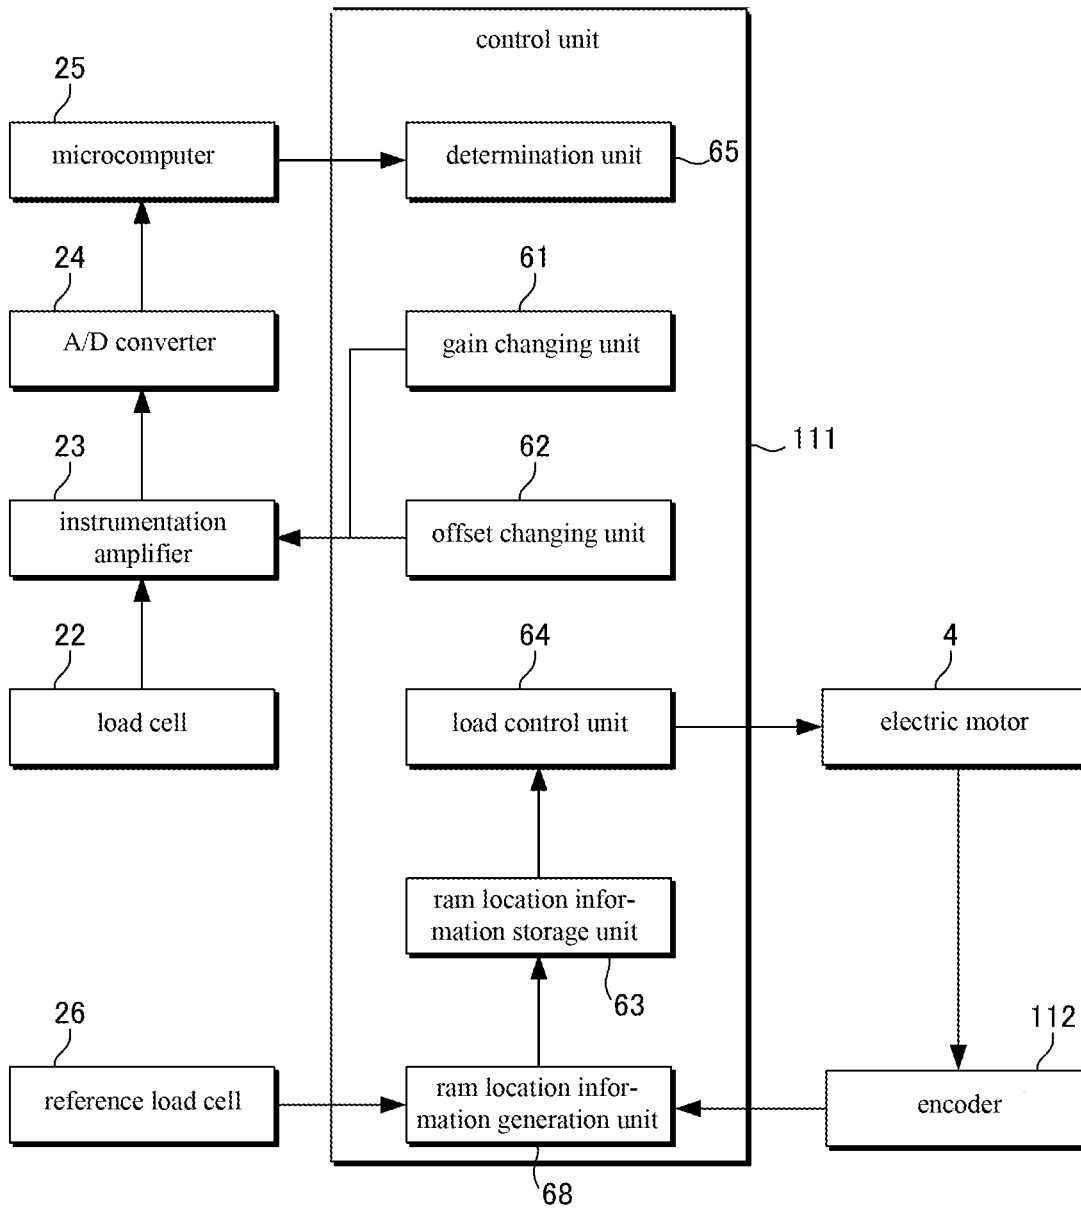 control unit
25
microcomputer
determination unit
65
24
A/D converter
61
gain changing unit
111
23
instrumentation
amplifier
62
offset changing unit
22
load cell
64
load control unit
4
electric motor
ram location infor-
mation storage unit
63
26
reference load cell
ram location infor-
mation generation unit
68
112
encoder